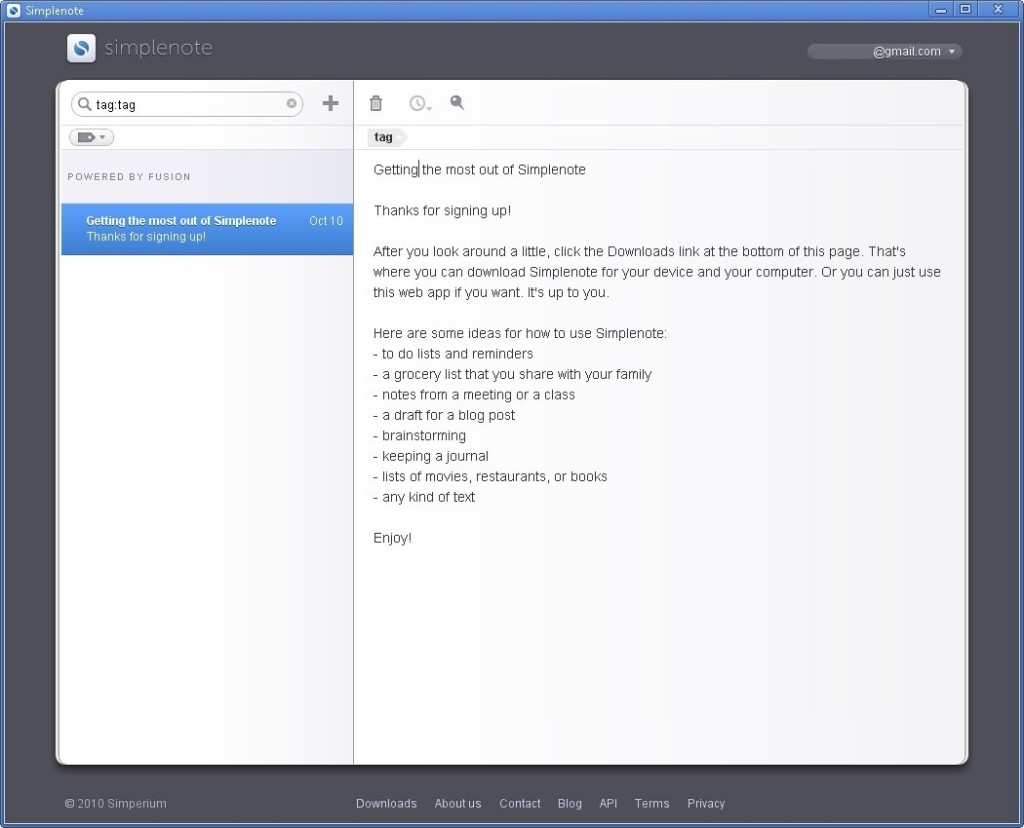 Simplenote
simplenote
@gmail.com
tag:tag
POWERED BY FUSION
Getting the most out of Simplenote Oct 10
Thanks for signing up!
tag
Getting the most out of Simplenote
Thanks for signing up!
After you look around a little, click the Downloads link at the bottom of this page. That's
where you can download Simplenote for your device and your computer. Or you can just use
this web app if you want. It's up to you.
Here are some ideas for how to use Simplenote:
- to do lists and reminders
- a grocery list that you share with your family
- notes from a meeting or a class
- a draft for a blog post
- brainstorming
- keeping a journal
- lists of movies, restaurants, or books
- any kind of text
Enjoy!
© 2010 Simperium Downloads About us Contact Blog API Terms Privacy